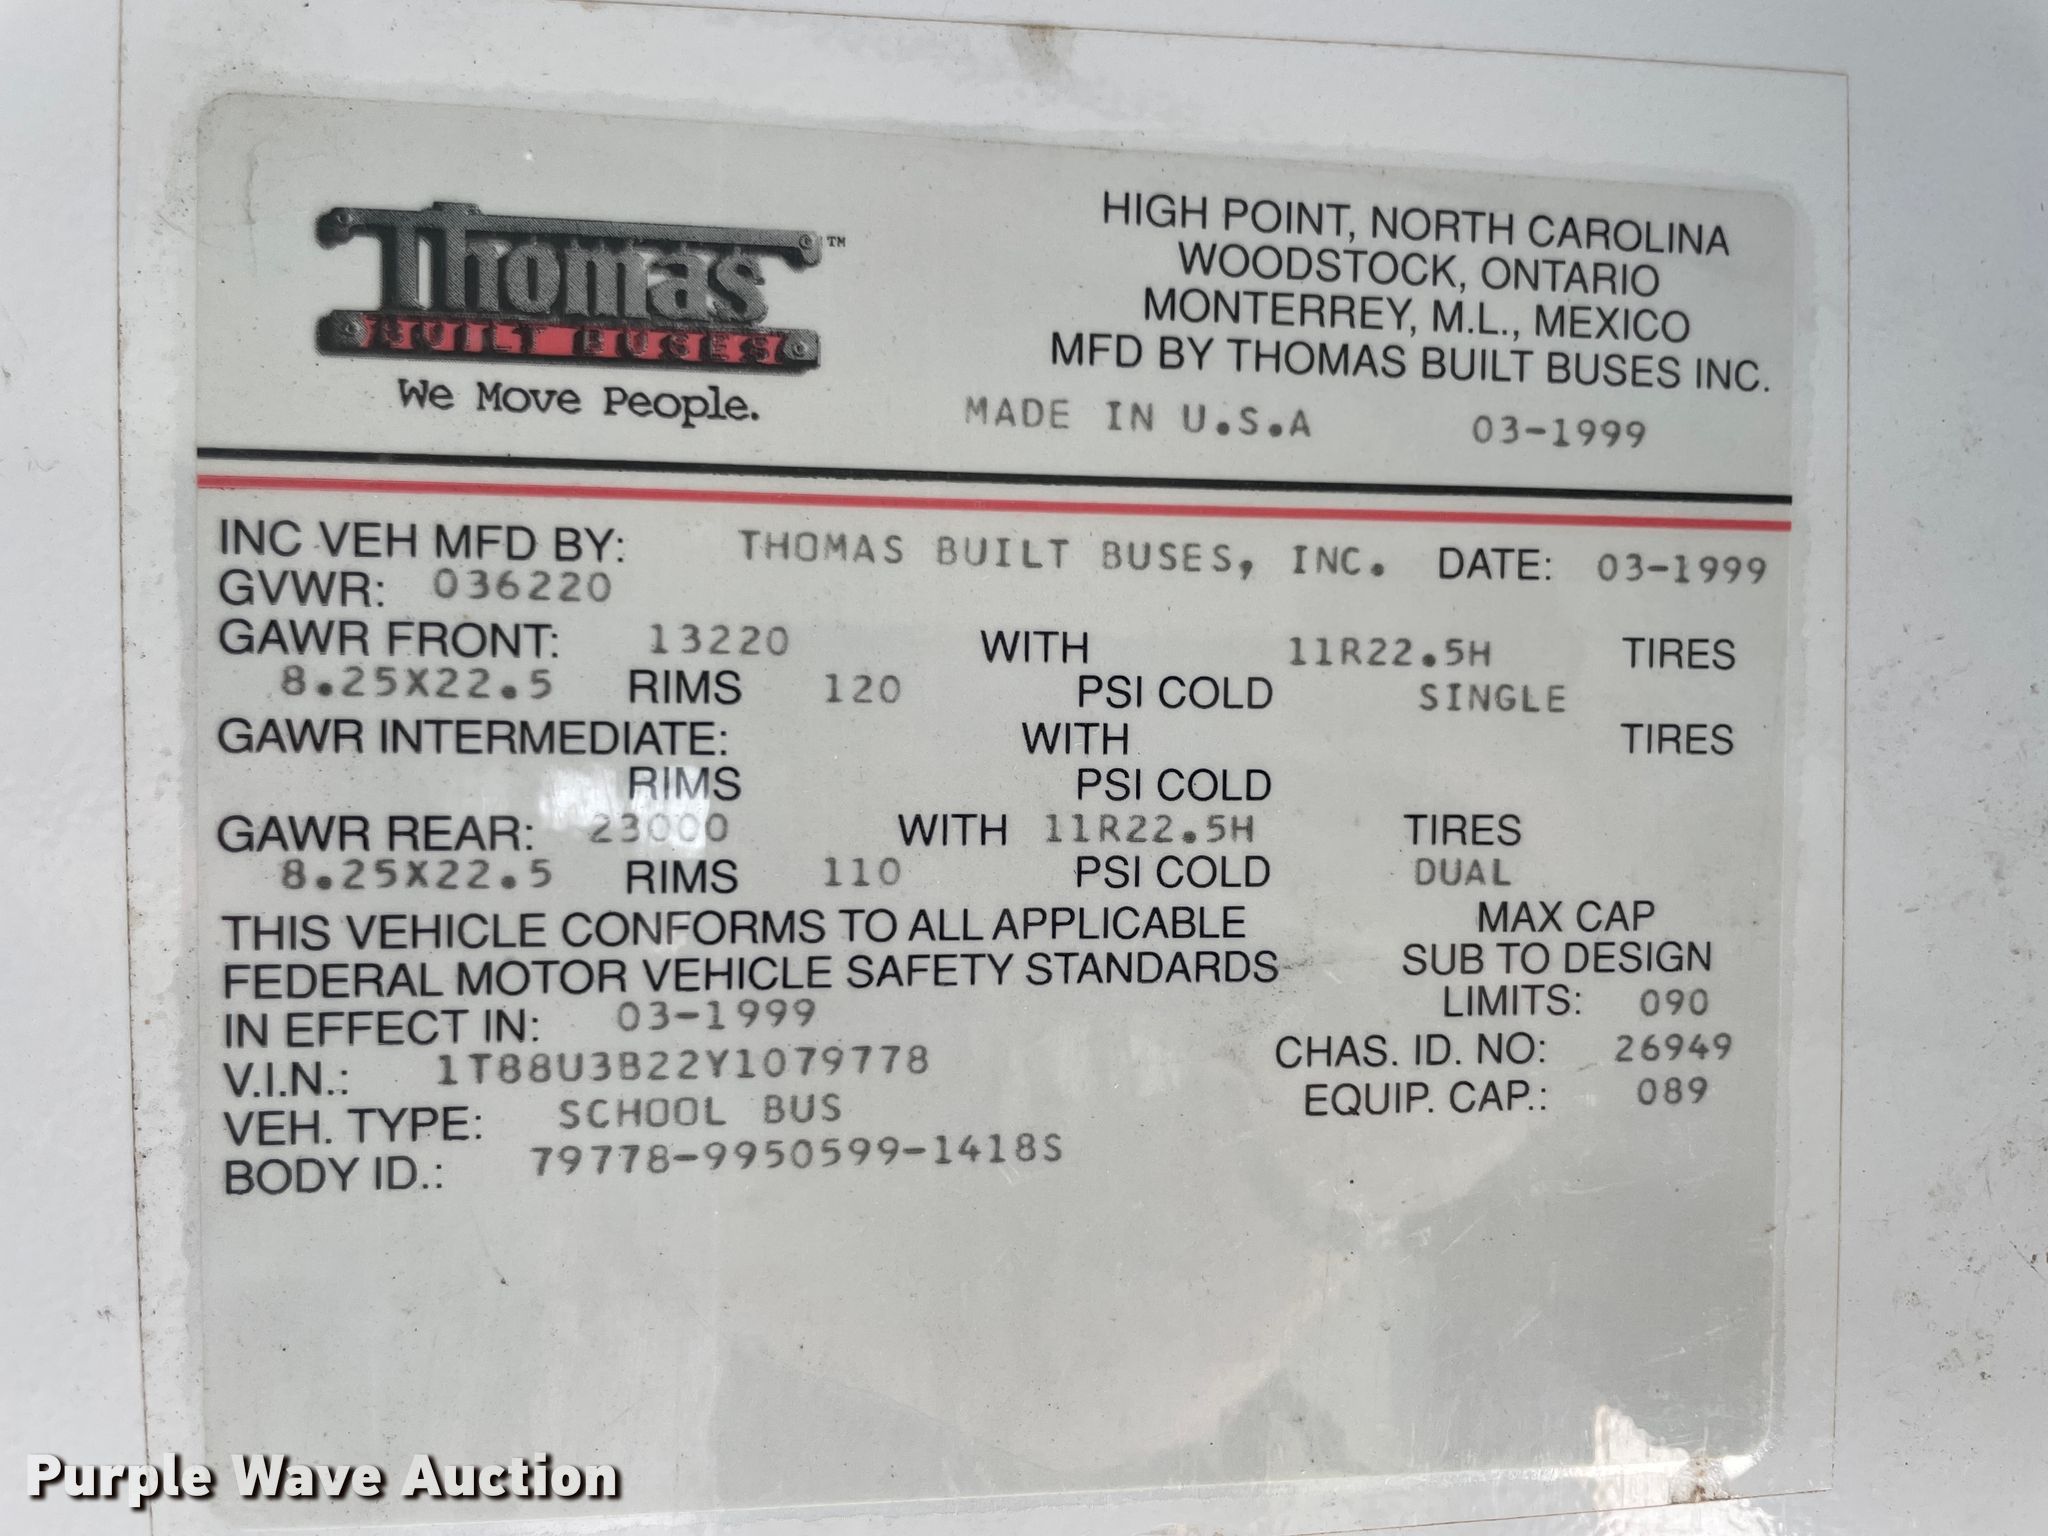 Thomas™
BUILT BUSES
We Move People.
HIGH POINT, NORTH CAROLINA
WOODSTOCK, ONTARIO
MONTERREY, M.L., MEXICO
MFD BY THOMAS BUILT BUSES INC.
MADE IN U.S.A 03-1999
INC VEH MFD BY: THOMAS BUILT BUSES, INC. DATE: 03-1999
GVWR: 036220
GAWR FRONT: 13220 WITH 11R22.5H TIRES
8.25X22.5 RIMS 120 PSI COLD SINGLE
GAWR INTERMEDIATE: WITH TIRES
RIMS PSI COLD
GAWR REAR: 23000 WITH 11R22.5H TIRES
8.25X22.5 RIMS 110 PSI COLD DUAL
THIS VEHICLE CONFORMS TO ALL APPLICABLE
FEDERAL MOTOR VEHICLE SAFETY STANDARDS
IN EFFECT IN: 03-1999
V.I.N.: 1T88U3B22Y1079778
VEH. TYPE: SCHOOL BUS
BODY ID.: 79778-9950599-1418S
MAX CAP
SUB TO DESIGN
LIMITS: 090
CHAS. ID. NO: 26949
EQUIP. CAP.: 089
Purple Wave Auction